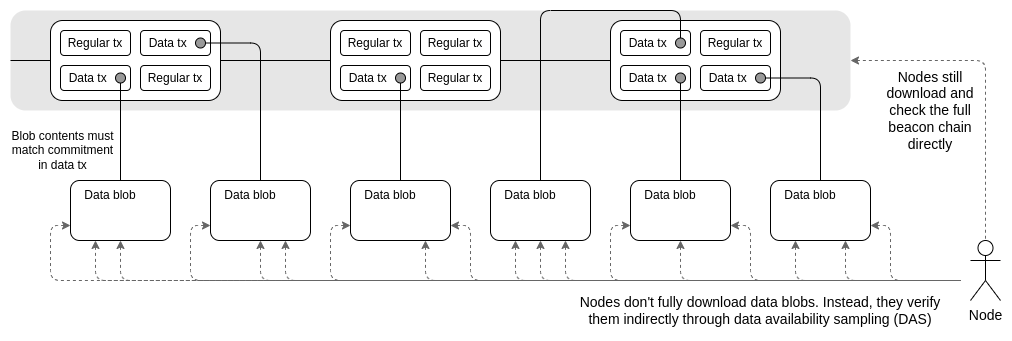 Regular tx
Data tx
Regular tx
Regular tx
Data tx
Regular tx
Data tx
Regular tx
Data tx
Regular tx
Data tx
Data tx
Nodes still
download and
check the full
beacon chain
directly
Blob contents must
match commitment
in data tx
Data blob
Data blob
Data blob
Data blob
Data blob
Data blob
Nodes don't fully download data blobs. Instead, they verify
them indirectly through data availability sampling (DAS)
Node